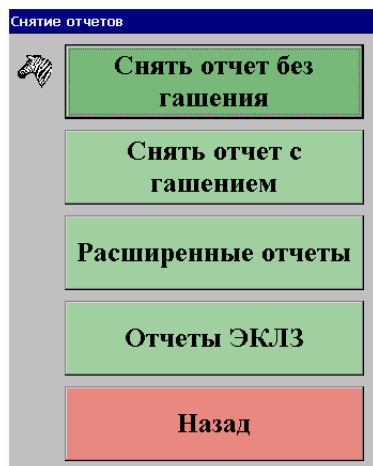 Снятие отчетов
Снять отчет без
гашения
Снять отчет с
гашением
Расширенные отчеты
Отчеты ЭКЛЗ
Назад